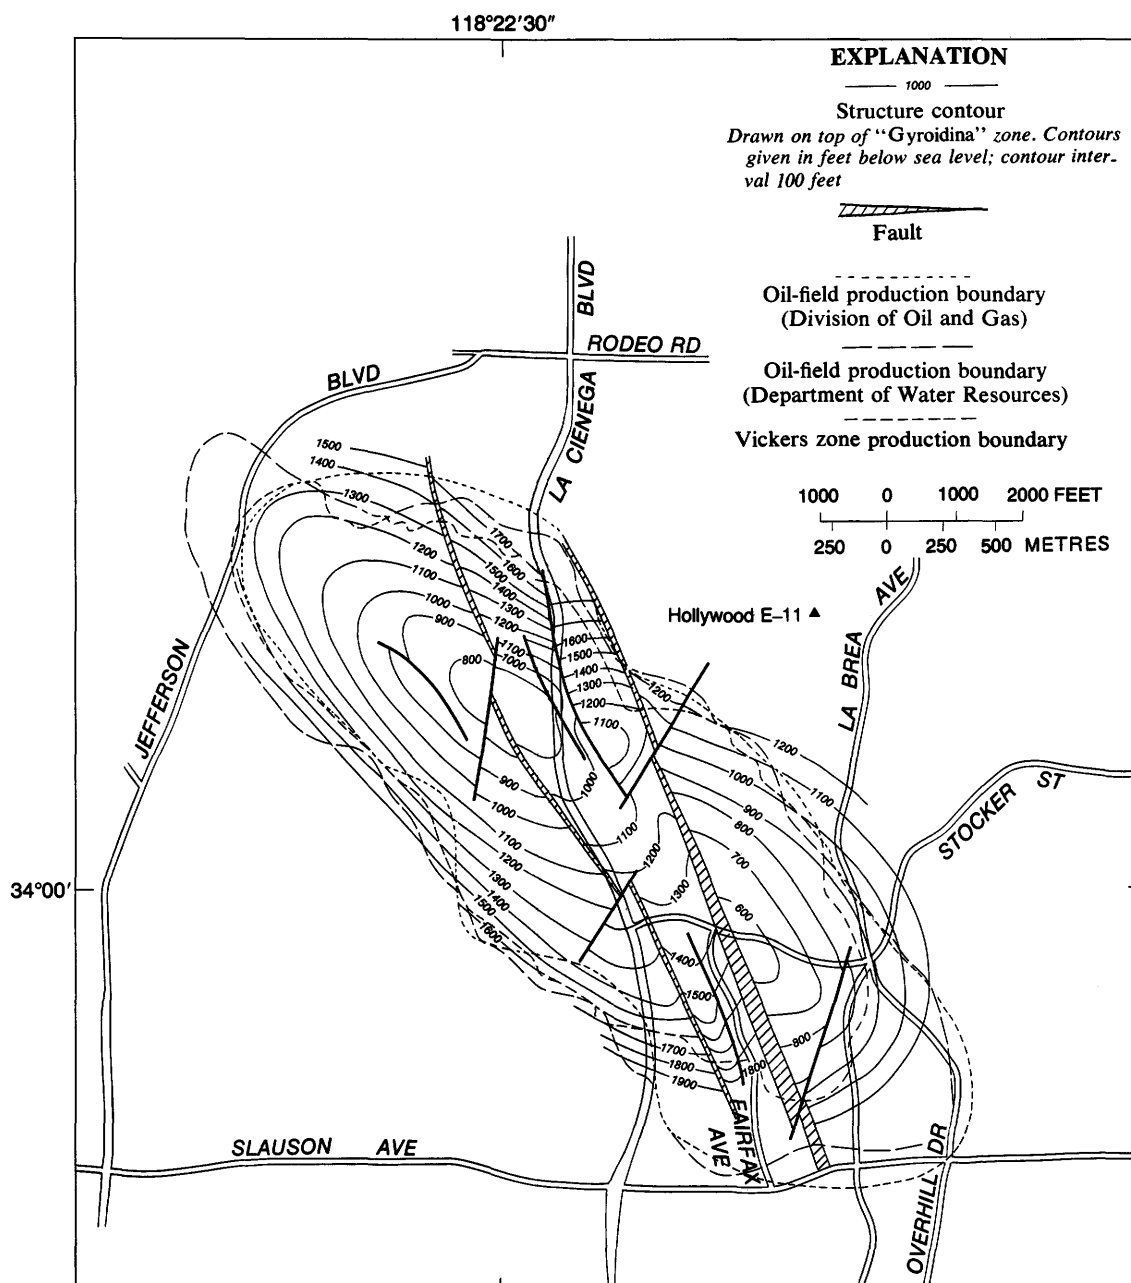 118°22′30″
EXPLANATION
1000
Structure contour
Drawn on top of “Gyroidina” zone. Contours
given in feet below sea level; contour inter-
val 100 feet
Fault
Oil-field production boundary
(Division of Oil and Gas)
Oil-field production boundary
(Department of Water Resources)
Vickers zone production boundary
1000 0 1000 2000 FEET
250 0 250 500 METRES
BLVD
RODEO RD
BLVD
LA CIENEGA
JEFFERSON
Hollywood E–11
LA BREA
AVE
STOCKER ST
34°00′
SLAUSON AVE
FAIRFAX
AVE
OVERHILL DR
1500
1400
1300
1200
1100
1000
900
800
1700
1600
1500
1400
1300
1200
1100
1000
1600
1500
1400
1300
1200
1100
1000
1100
1200
1300
1400
1500
900
1000
1100
1200
1300
1400
1500
1600
1700
1800
1900
1800
1200
1200
1100
1000
900
800
700
600
800